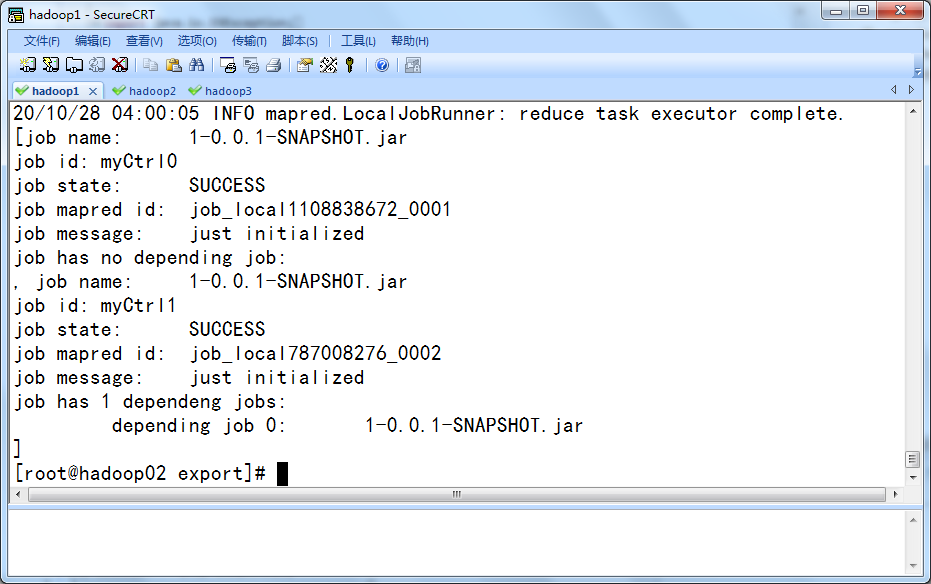 hadoop1 - SecureCRT
文件(F) 编辑(E) 查看(V) 选项(O) 传输(T) 脚本(S) 工具(L) 帮助(H)
hadoop1 hadoop2 hadoop3
20/10/28 04:00:05 INFO mapred.LocalJobRunner: reduce task executor complete.
[job name: 1-0.0.1-SNAPSHOT.jar
job id: myCtrl0
job state: SUCCESS
job mapred id: job_local1108838672_0001
job message: just initialized
job has no depending job:
, job name: 1-0.0.1-SNAPSHOT.jar
job id: myCtrl1
job state: SUCCESS
job mapred id: job_local787008276_0002
job message: just initialized
job has 1 dependeng jobs:
depending job 0: 1-0.0.1-SNAPSHOT.jar
]
[root@hadoop02 export]#